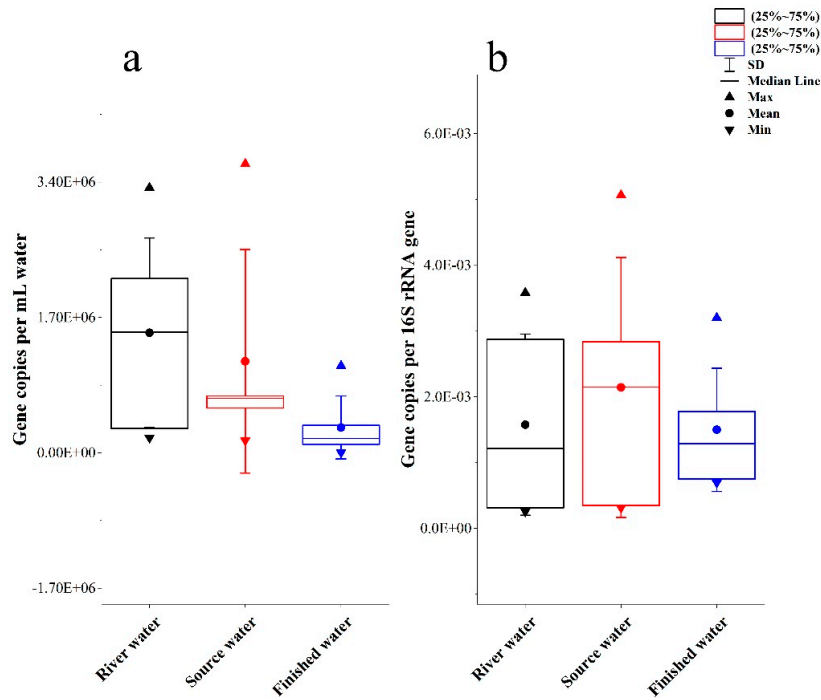 a
b
(25%~75%)
(25%~75%)
(25%~75%)
SD
Median Line
Max
Mean
Min
Gene copies per mL water
3.40E+06
1.70E+06
0.00E+00
-1.70E+06
River water
Source water
Finished water
Gene copies per 16S rRNA gene
6.0E-03
4.0E-03
2.0E-03
0.0E+00
River water
Source water
Finished water